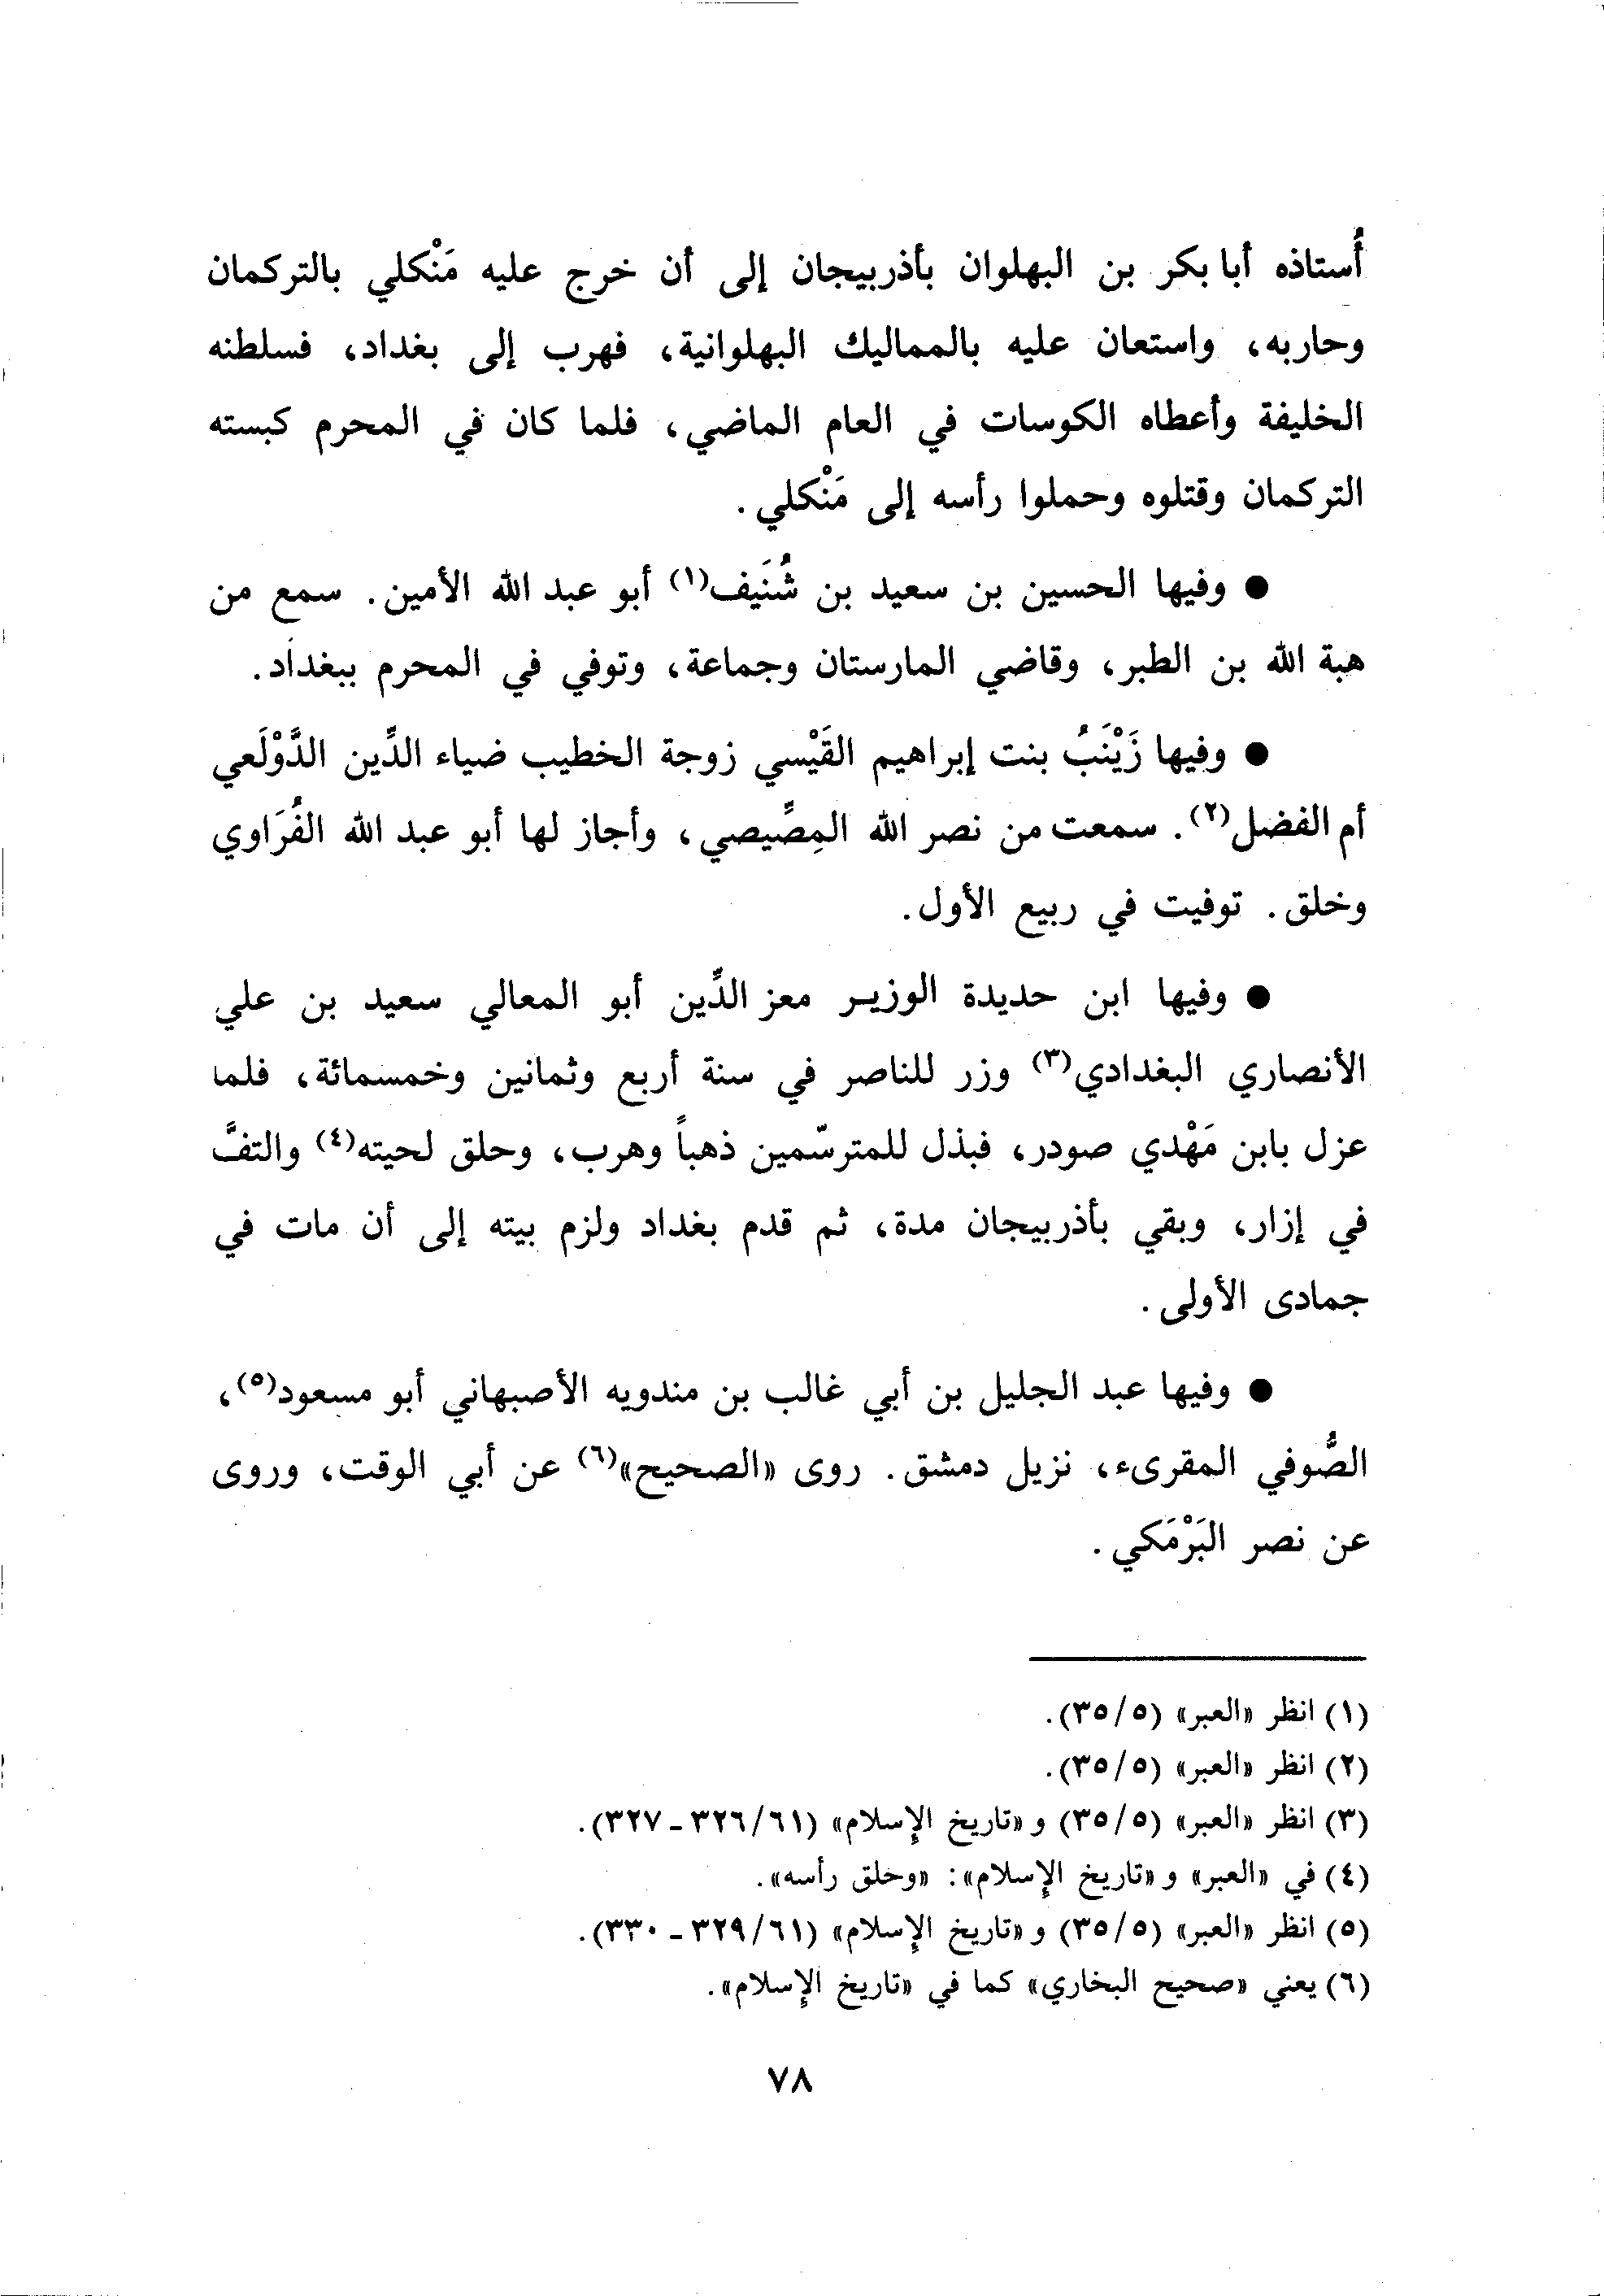 أُستاذه أبا بكر بن البهلوان بأذربيجان إلى أن خرج عليه مَنْكلي بالتركمان
وحاربه، واستعان عليه بالمماليك البهلوانية، فهرب إلى بغداد، فسلطنه
الخليفة وأعطاه الكوسات في العام الماضي، فلما كان في المحرم كبسته
التركمان وقتلوه وحملوا رأسه إلى مَنْكلي.
● وفيها الحسين بن سعيد بن شُنَيف(١) أبو عبد الله الأمين. سمع من
هبة الله بن الطبر، وقاضي المارستان وجماعة، وتوفي في المحرم ببغداد.
● وفيها زَيْنَبُ بنت إبراهيم القَيْسي زوجة الخطيب ضياء الدِّين الدَّوْلَعي
أم الفضل(٢). سمعت من نصر الله المِصِّيصي، وأجاز لها أبو عبد الله الفُرَاوي
وخلق. توفيت في ربيع الأول.
● وفيها ابن حديدة الوزير معز الدِّين أبو المعالي سعيد بن علي
الأنصاري البغدادي(٣) وزر للناصر في سنة أربع وثمانين وخمسمائة، فلما
عزل بابن مَهْدي صودر، فبذل للمترسّمين ذهباً وهرب، وحلق لحيته(٤) والتفَّ
في إزار، وبقي بأذربيجان مدة، ثم قدم بغداد ولزم بيته إلى أن مات في
جمادى الأولى.
● وفيها عبد الجليل بن أبي غالب بن مندويه الأصبهاني أبو مسعود(٥)،
الصُّوفي المقرىء، نزيل دمشق. روى «الصحيح»(٦) عن أبي الوقت، وروى
عن نصر البَرْمَكي.
(١) انظر «العبر» (٣٥/٥).
(٢) انظر «العبر» (٣٥/٥).
(٣) انظر «العبر» (٣٥/٥) و«تاريخ الإسلام» (٣٢٦/٦١ - ٣٢٧).
(٤) في «العبر» و«تاريخ الإسلام»: «وحلق رأسه».
(٥) انظر «العبر» (٣٥/٥) و«تاريخ الإسلام» (٣٢٩/٦١ - ٣٣٠).
(٦) يعني «صحيح البخاري» كما في «تاريخ الإسلام».
٧٨